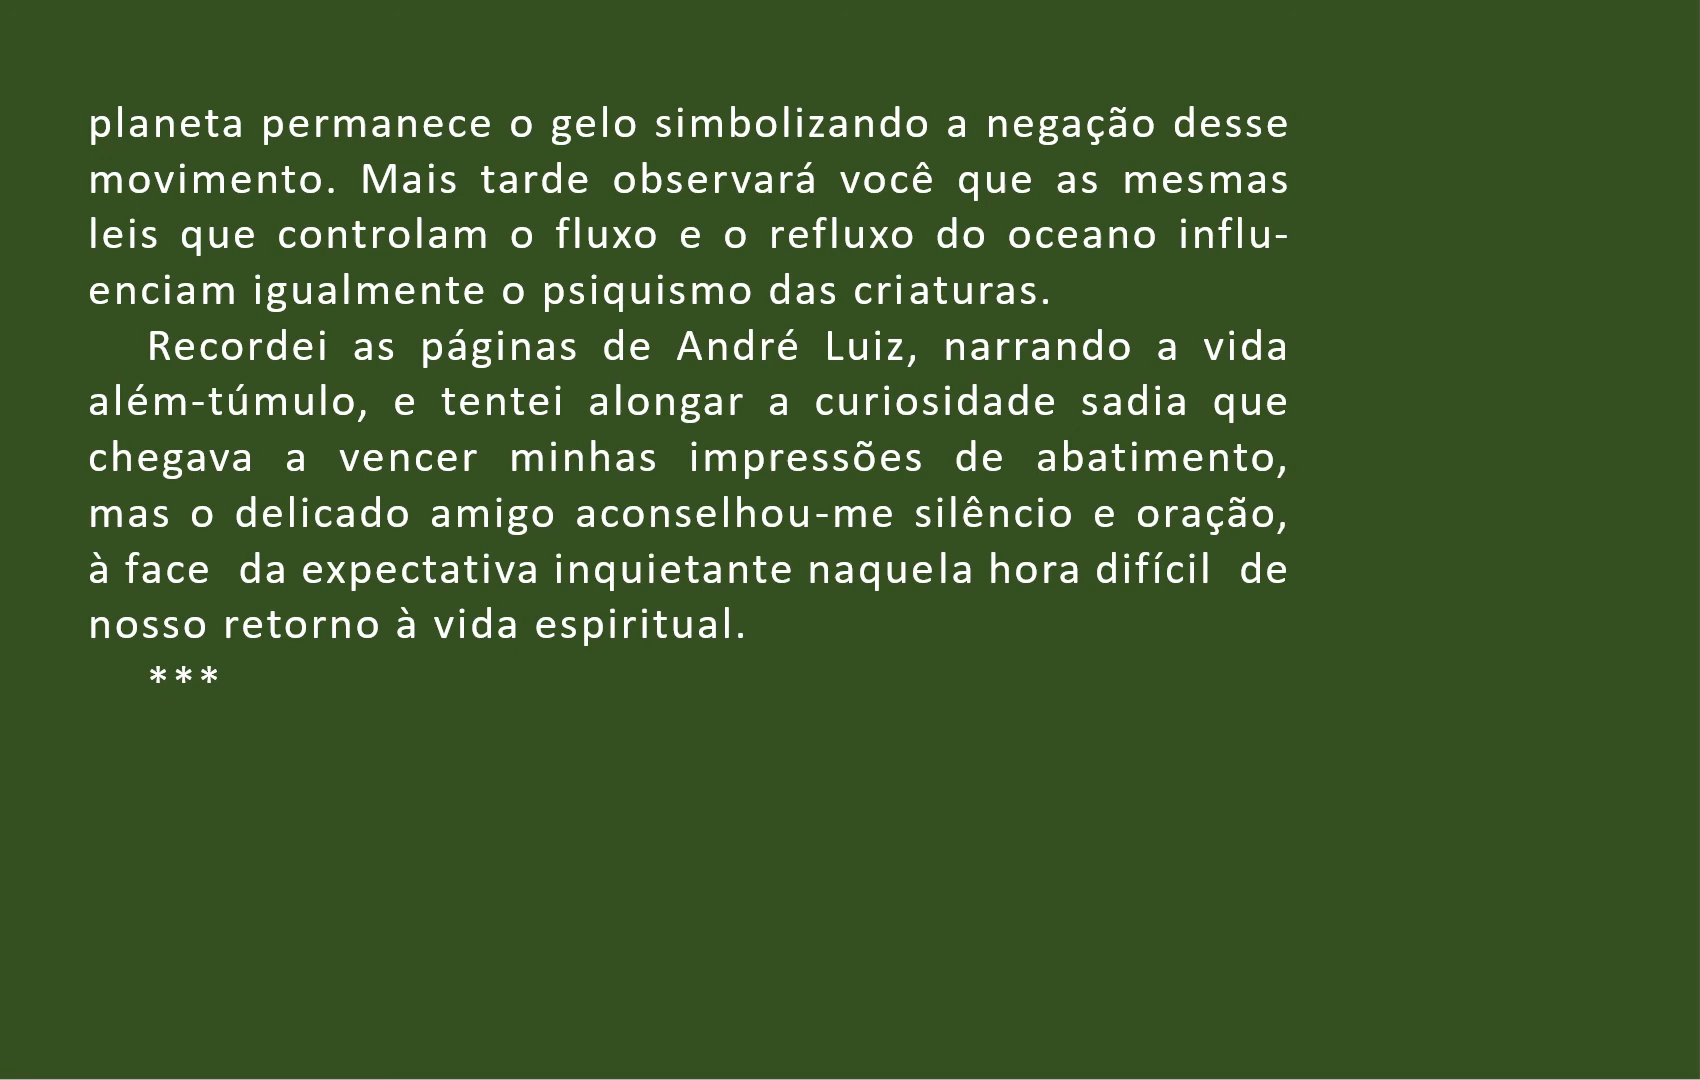 planeta permanece o gelo simbolizando a negação desse
movimento. Mais tarde observará você que as mesmas
leis que controlam o fluxo e o refluxo do oceano influ-
enciam igualmente o psiquismo das criaturas.
Recordei as páginas de André Luiz, narrando a vida
além-túmulo, e tentei alongar a curiosidade sadia que
chegava a vencer minhas impressões de abatimento,
mas o delicado amigo aconselhou-me silêncio e oração,
à face da expectativa inquietante naquela hora difícil de
nosso retorno à vida espiritual.
***